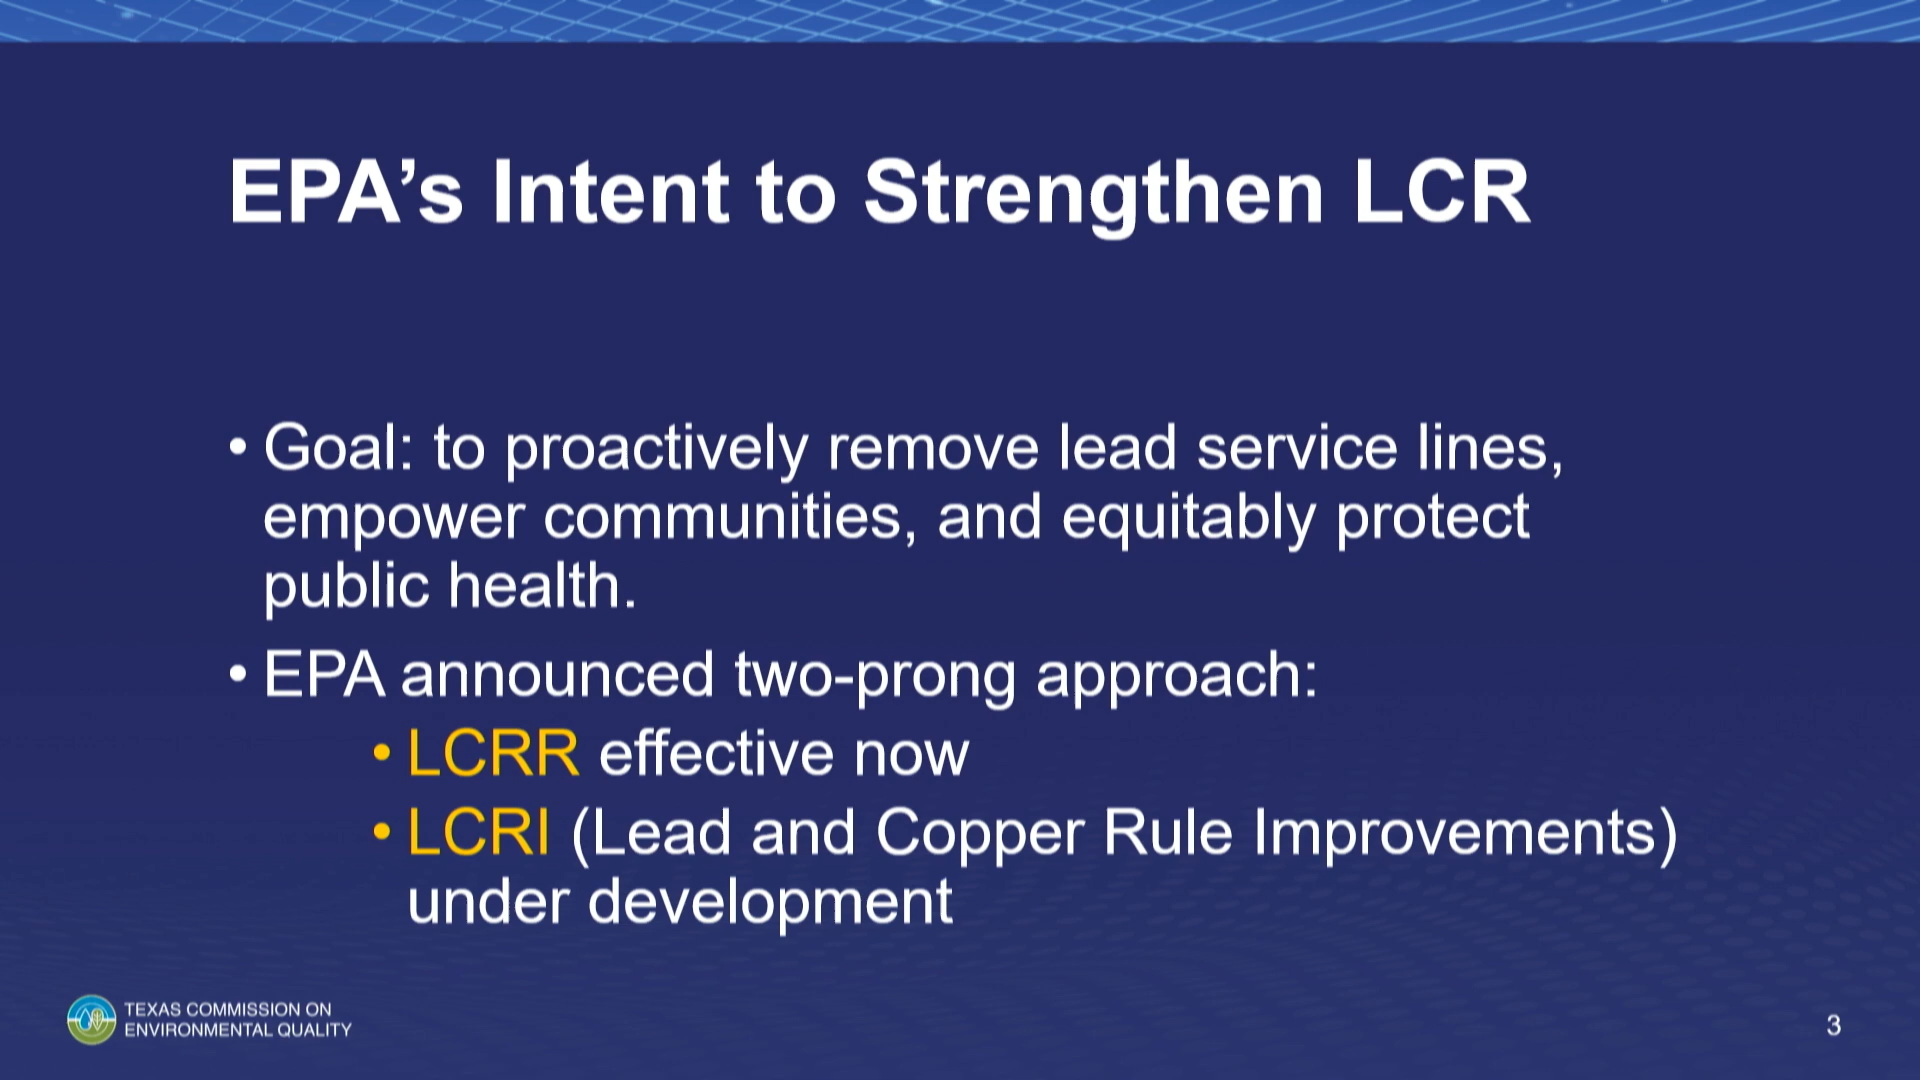 EPA’s Intent to Strengthen LCR
• Goal: to proactively remove lead service lines,
empower communities, and equitably protect
public health.
• EPA announced two-prong approach:
• LCRR effective now
• LCRI (Lead and Copper Rule Improvements)
under development
TEXAS COMMISSION ON
ENVIRONMENTAL QUALITY
3